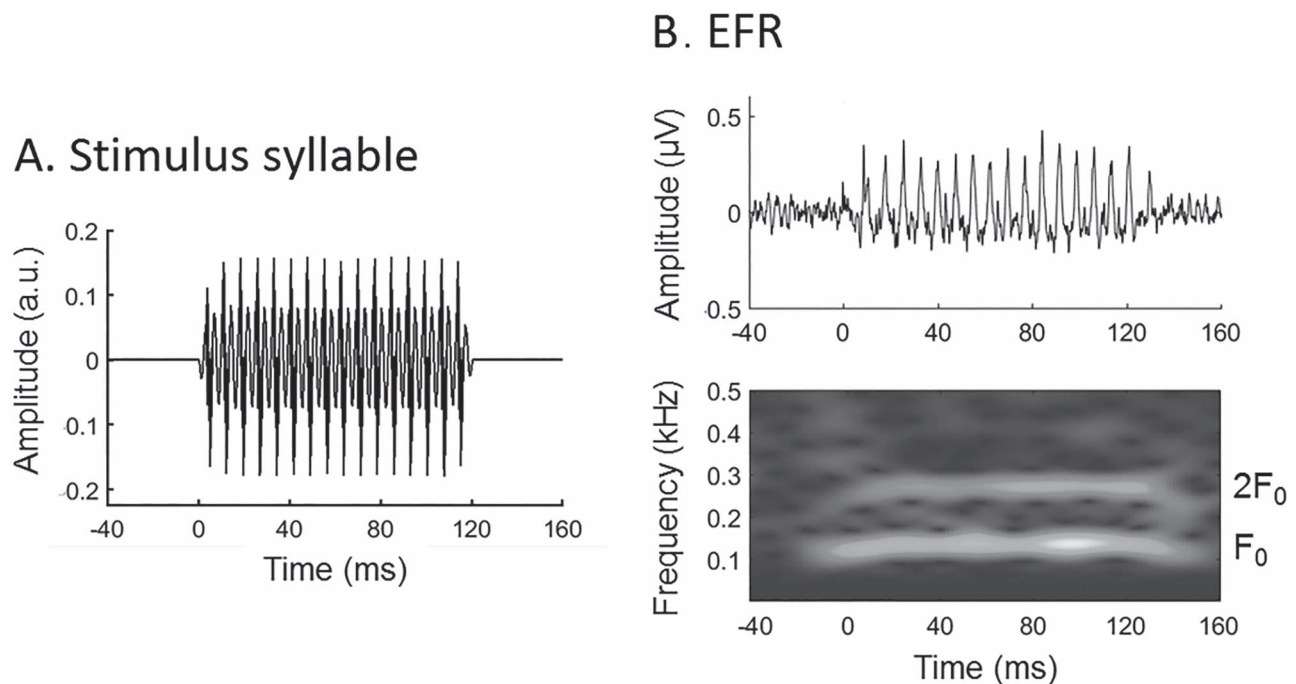 A. Stimulus syllable
Amplitude (a.u.)
0.2
0.1
0
-0.1
-0.2
-40 0 40 80 120 160
Time (ms)
B. EFR
Amplitude (µV)
0.5
0
-0.5
-40 0 40 80 120 160
Frequency (kHz)
0.5
0.4
0.3
0.2
0.1
2F₀
F₀
-40 0 40 80 120 160
Time (ms)